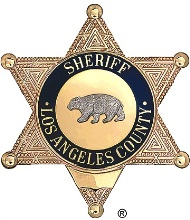 SHERIFF
· LOS ANGELES COUNTY ·
®